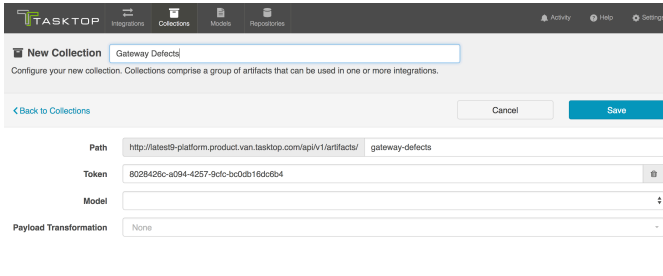 TASKTOP
Integrations
Collections
Models
Repositories
Activity
Help
Settings
New Collection
Gateway Defects
Configure your new collection. Collections comprise a group of artifacts that can be used in one or more integrations.
Back to Collections
Cancel
Save
Path
http://latest9-platform.product.van.tasktop.com/api/v1/artifacts/
gateway-defects
Token
8028426c-a094-4257-9cfc-bc0db16dc6b4
Model
Payload Transformation
None